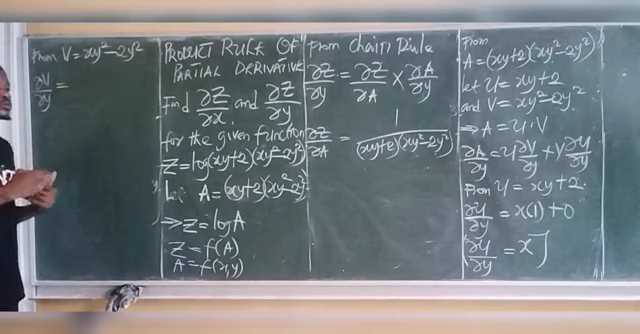 From V = xy² - 2y²
∂V/∂y =
PRODUCT RULE OF
PARTIAL DERIVATIVE
Find ∂Z/∂x and ∂Z/∂y
for the given function
Z = log(xy+2)(xy²-2y²)
let A = (xy+2)(xy²-2y²)
⇒ Z = log A
Z = f(A)
A = f(x,y)
From Chain Rule
∂Z/∂y = ∂Z/∂A × ∂A/∂y
∂Z/∂A = 1/(xy+2)(xy²-2y²)
From
A = (xy+2)(xy²-2y²)
let U = xy+2
and V = xy²-2y²
⇒ A = U·V
∂A/∂y = U ∂V/∂y + V ∂U/∂y
From U = xy+2
∂U/∂y = x(1) + 0
∂U/∂y = x